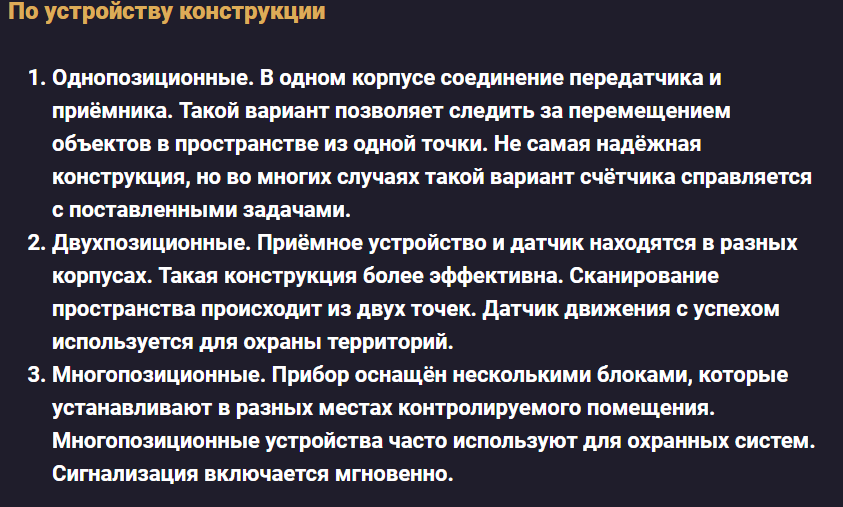 По устройству конструкции
1. Однопозиционные. В одном корпусе соединение передатчика и
приёмника. Такой вариант позволяет следить за перемещением
объектов в пространстве из одной точки. Не самая надёжная
конструкция, но во многих случаях такой вариант счётчика справляется
с поставленными задачами.
2. Двухпозиционные. Приёмное устройство и датчик находятся в разных
корпусах. Такая конструкция более эффективна. Сканирование
пространства происходит из двух точек. Датчик движения с успехом
используется для охраны территорий.
3. Многопозиционные. Прибор оснащён несколькими блоками, которые
устанавливают в разных местах контролируемого помещения.
Многопозиционные устройства часто используют для охранных систем.
Сигнализация включается мгновенно.